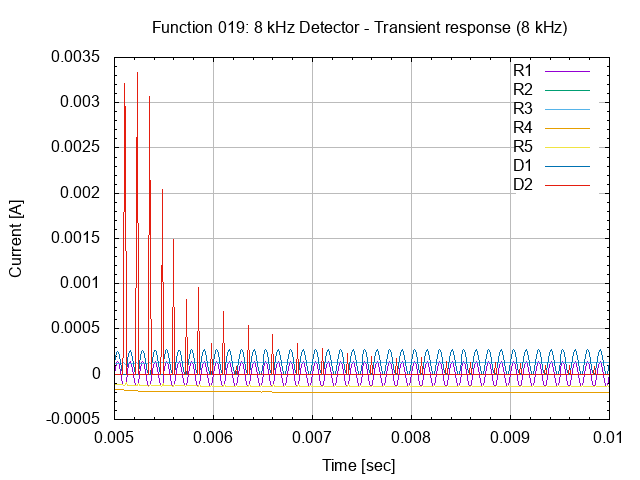 Function 019: 8 kHz Detector - Transient response (8 kHz)
0.0035
0.003
0.0025
0.002
0.0015
0.001
0.0005
0
-0.0005
Current [A]
R1
R2
R3
R4
R5
D1
D2
0.005 0.006 0.007 0.008 0.009 0.01
Time [sec]